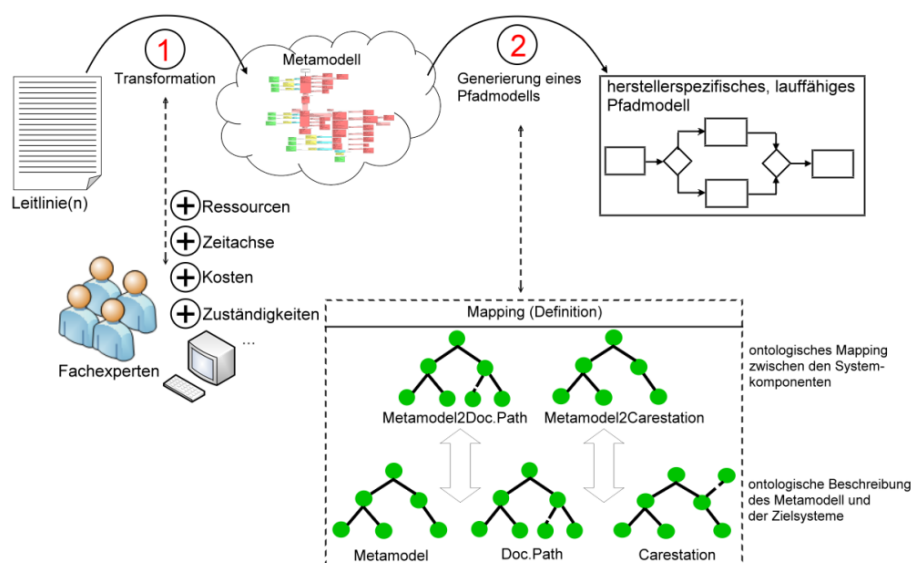 1
2
Metamodell
Transformation
Generierung eines
Pfadmodells
herstellerspezifisches, lauffähiges
Pfadmodell
Leitlinie(n)
Ressourcen
Zeitachse
Kosten
Zuständigkeiten
...
Fachexperten
Mapping (Definition)
ontologisches Mapping
zwischen den System-
komponenten
Metamodel2Doc.Path
Metamodel2Carestation
ontologische Beschreibung
des Metamodell und
der Zielsysteme
Metamodel
Doc.Path
Carestation